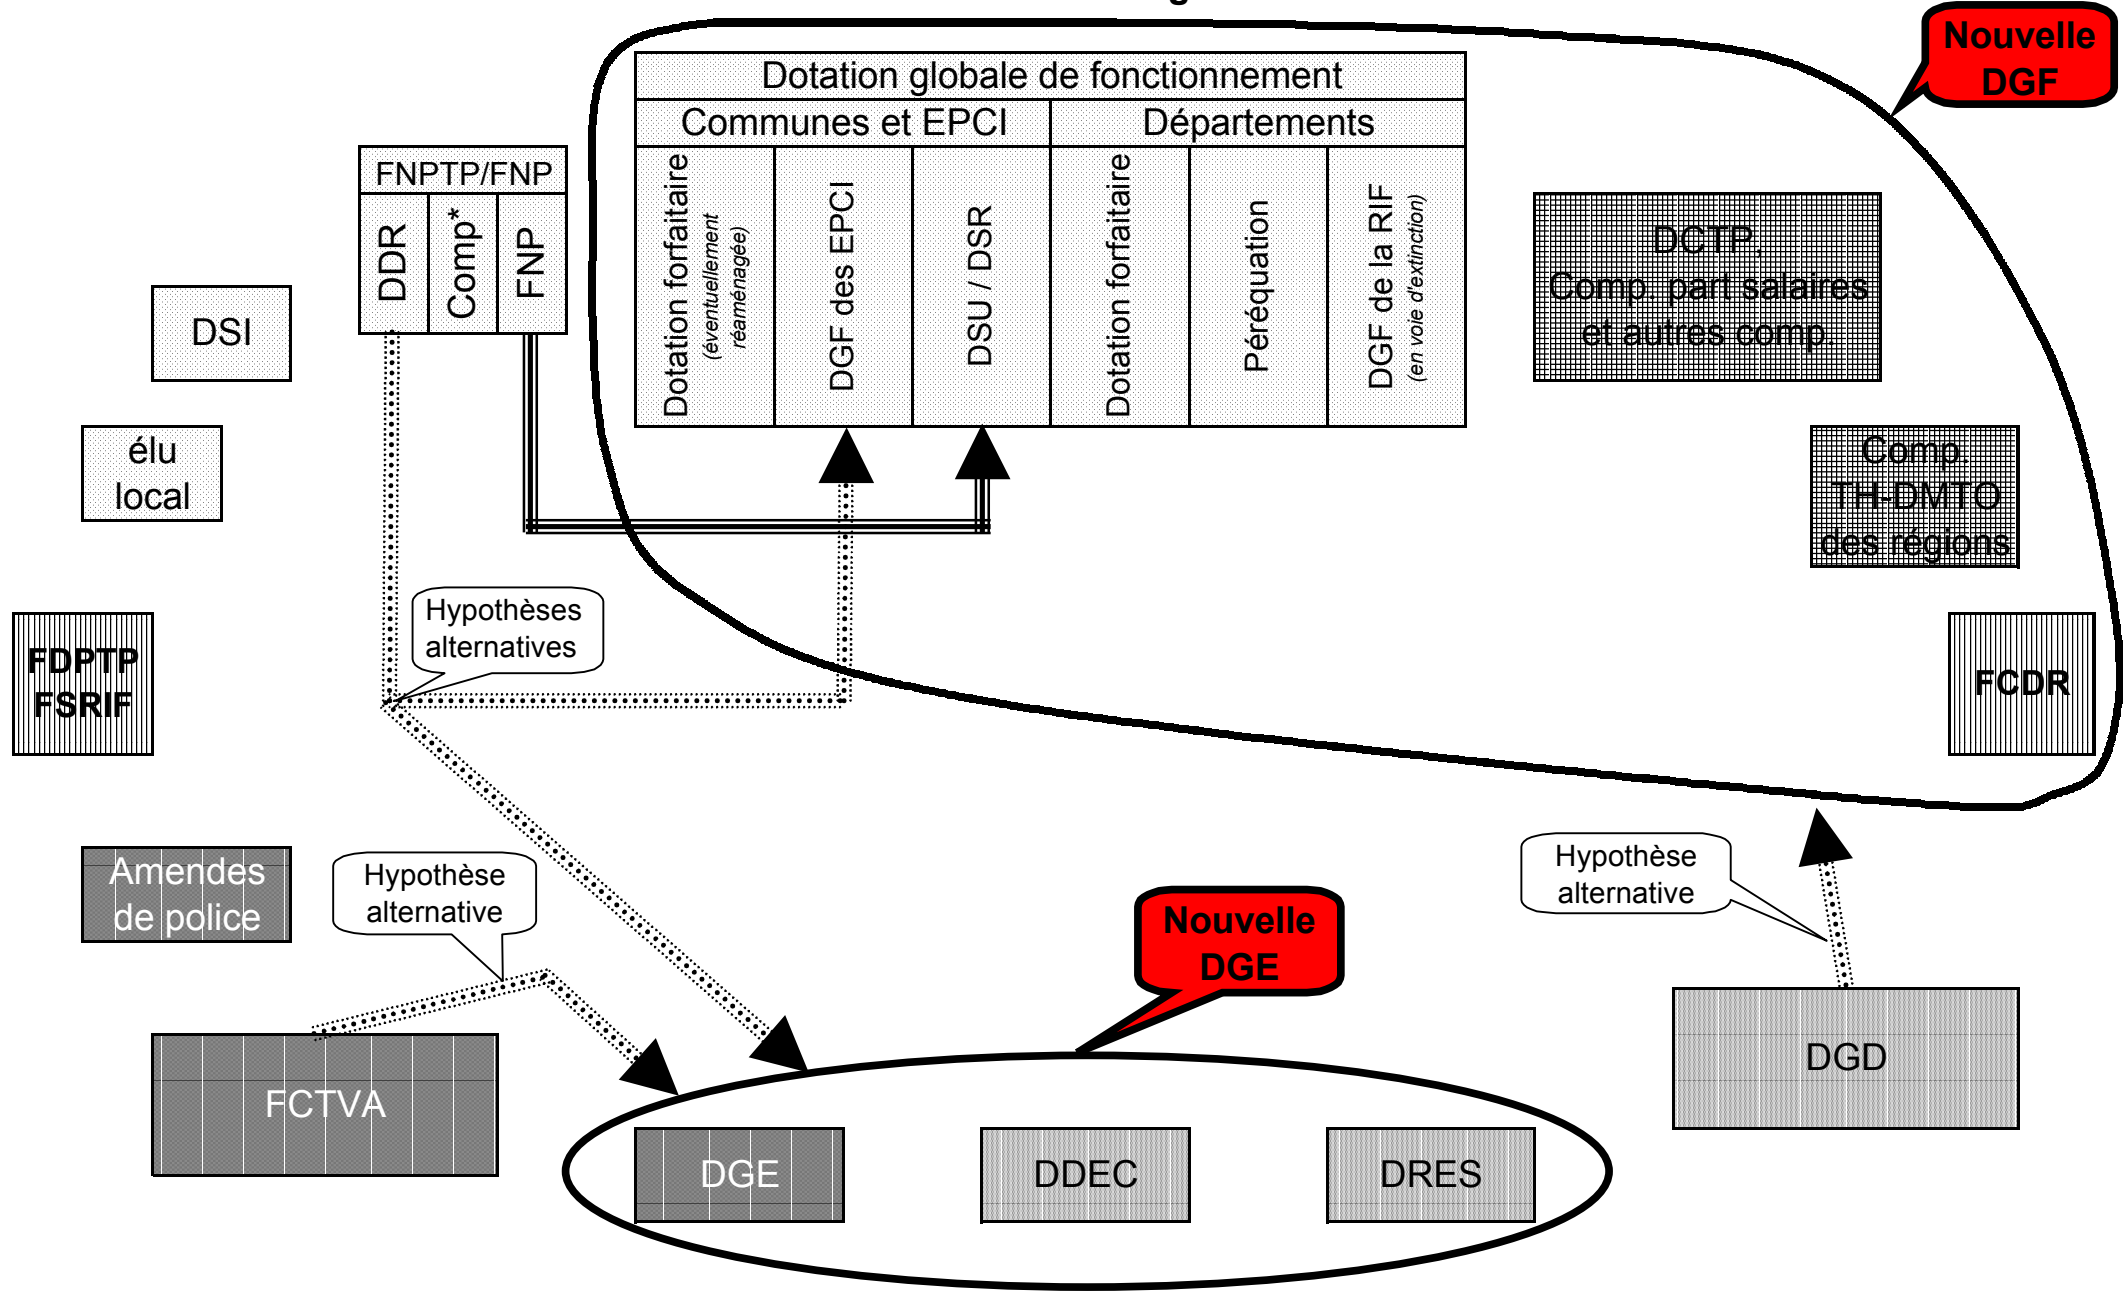 Nouvelle
DGF
Dotation globale de fonctionnement
Communes et EPCI
Départements
FNPTP/FNP
DDR
Comp*
FNP
Dotation forfaitaire
(éventuellement
réaménagée)
DGF des EPCI
DSU / DSR
Dotation forfaitaire
Péréquation
DGF de la RIF
(en voie d'extinction)
DCTP,
Comp. part salaires
et autres comp.
DSI
élu
local
Comp.
TH-DMTO
des régions
Hypothèses
alternatives
FDPTP
FSRIF
FCDR
Amendes
de police
Hypothèse
alternative
Hypothèse
alternative
Nouvelle
DGE
FCTVA
DGD
DGE
DDEC
DRES